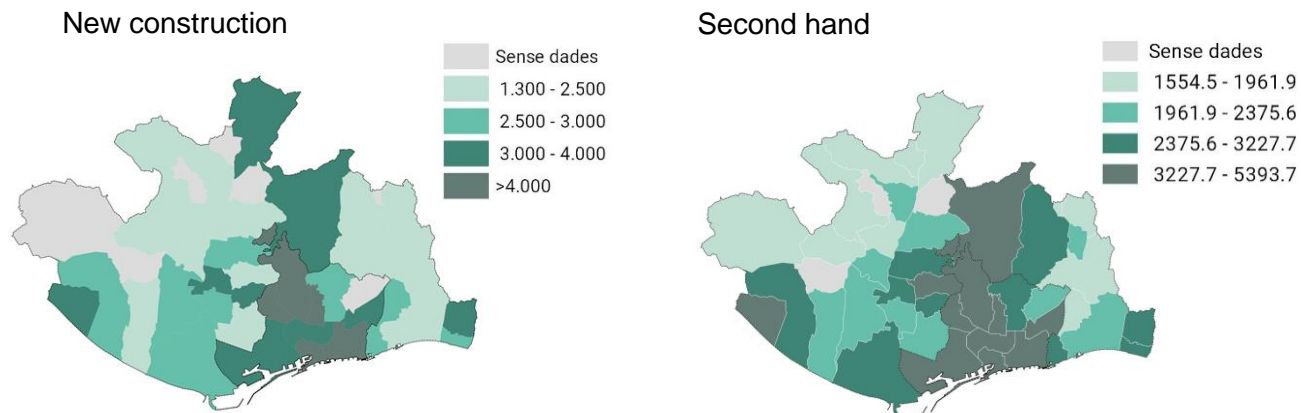 New construction
Sense dades
1.300 - 2.500
2.500 - 3.000
3.000 - 4.000
>4.000
Second hand
Sense dades
1554.5 - 1961.9
1961.9 - 2375.6
2375.6 - 3227.7
3227.7 - 5393.7